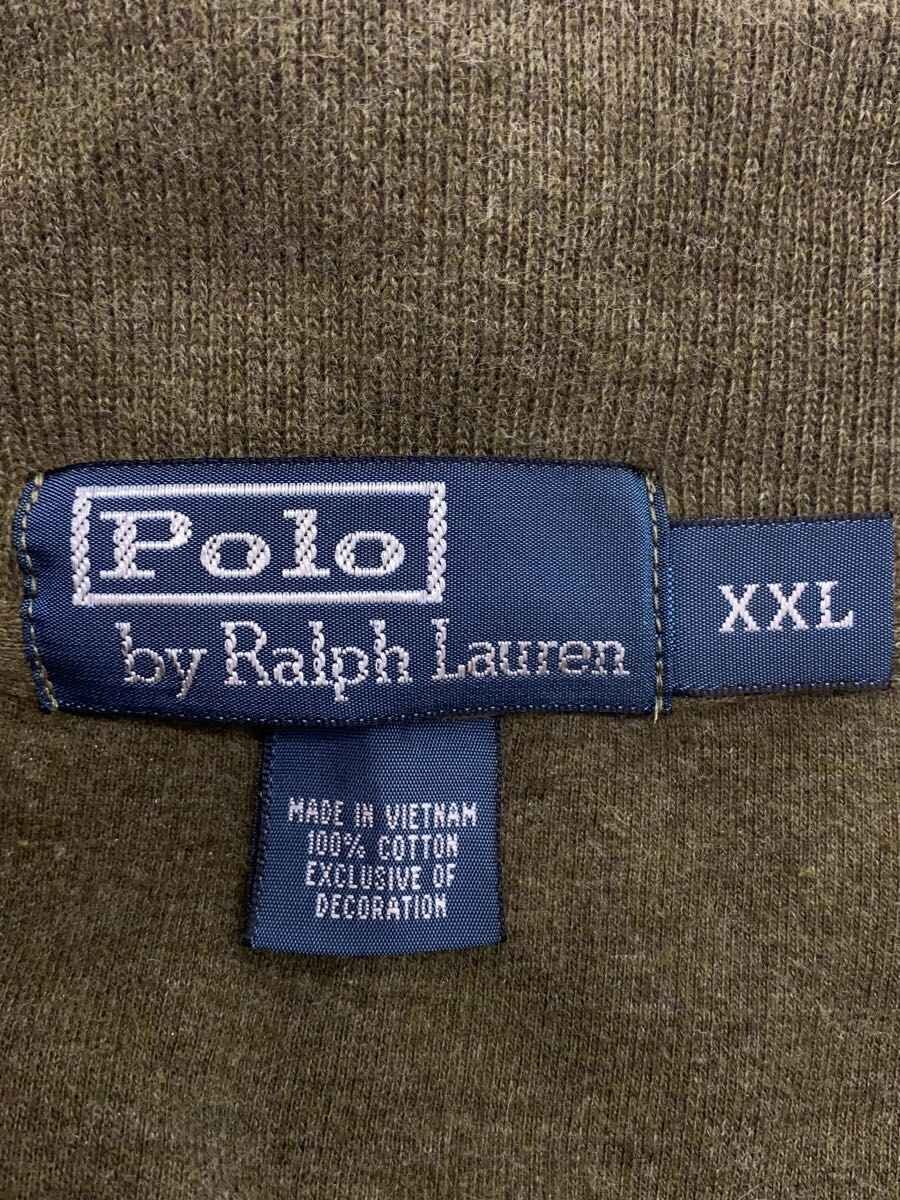 Polo
by Ralph Lauren
XXL
MADE IN VIETNAM
100% COTTON
EXCLUSIVE OF
DECORATION